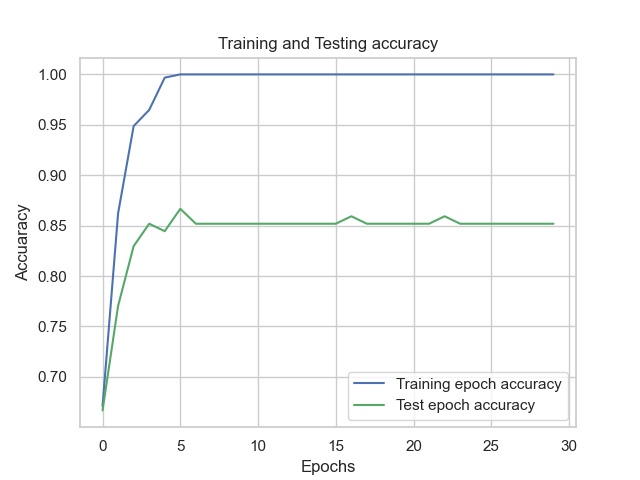 Training and Testing accuracy
Accuaracy
1.00
0.95
0.90
0.85
0.80
0.75
0.70
Training epoch accuracy
Test epoch accuracy
0 5 10 15 20 25 30
Epochs